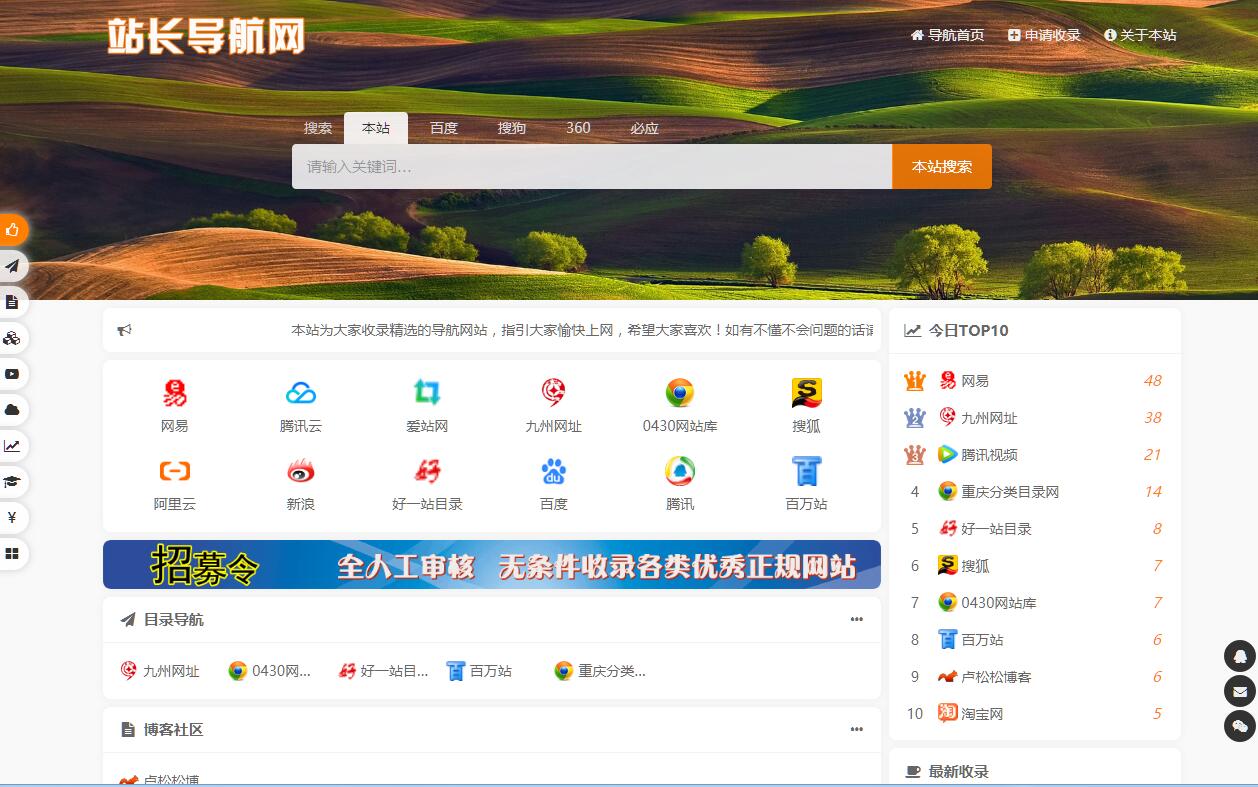 站长导航网
导航首页 申请收录 关于本站
搜索 本站 百度 搜狗 360 必应
请输入关键词... 本站搜索
本站为大家收录精选的导航网站，指引大家愉快上网，希望大家喜欢！如有不懂不会问题的话请
网易 腾讯云 爱站网 九州网址 0430网站库 搜狐
阿里云 新浪 好一站目录 百度 腾讯 百万站
招募令 全人工审核 无条件收录各类优秀正规网站
目录导航 •••
九州网址 0430网... 好一站目... 百万站 重庆分类...
博客社区 •••
卢松松博
今日TOP10
1 网易 48
2 九州网址 38
3 腾讯视频 21
4 重庆分类目录网 14
5 好一站目录 8
6 搜狐 7
7 0430网站库 7
8 百万站 6
9 卢松松博客 6
10 淘宝网 5
最新收录